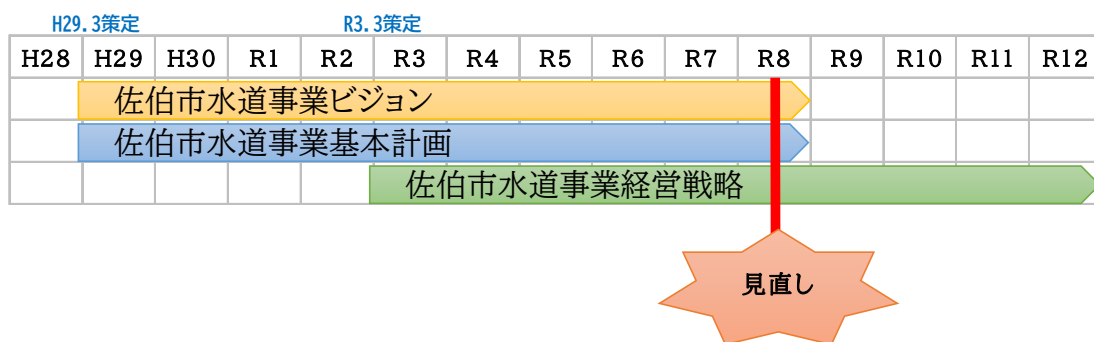 H29.3策定 R3.3策定
H28 H29 H30 R1 R2 R3 R4 R5 R6 R7 R8 R9 R10 R11 R12
佐伯市水道事業ビジョン
佐伯市水道事業基本計画
佐伯市水道事業経営戦略
見直し